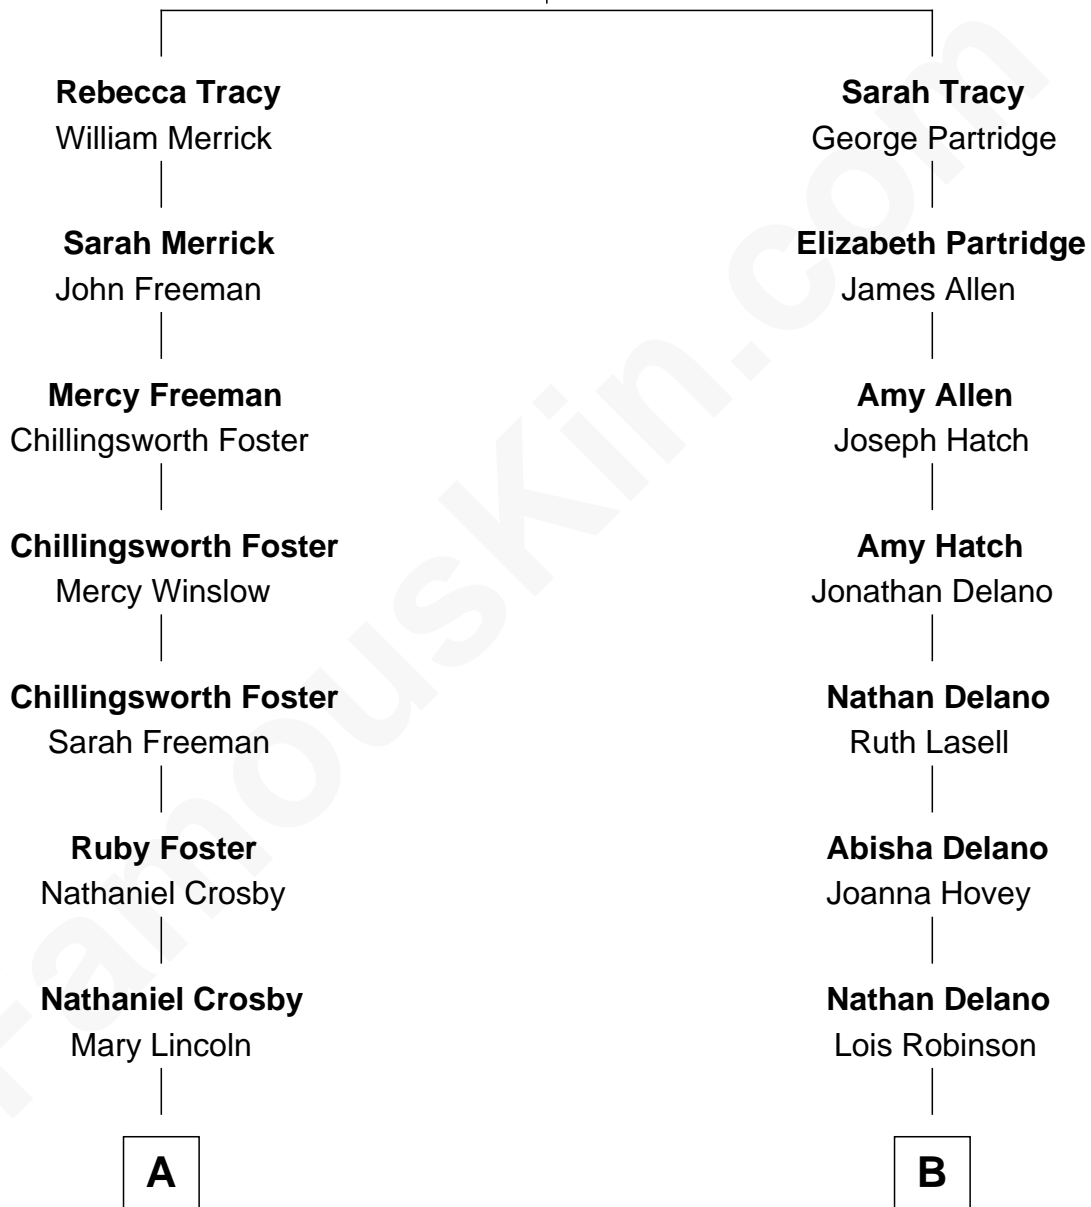 Rebecca Tracy
William Merrick
Sarah Merrick
John Freeman
Mercy Freeman
Chillingsworth Foster
Chillingsworth Foster
Mercy Winslow
Chillingsworth Foster
Sarah Freeman
Ruby Foster
Nathaniel Crosby
Nathaniel Crosby
Mary Lincoln
A
Sarah Tracy
George Partridge
Elizabeth Partridge
James Allen
Amy Allen
Joseph Hatch
Amy Hatch
Jonathan Delano
Nathan Delano
Ruth Lasell
Abisha Delano
Joanna Hovey
Nathan Delano
Lois Robinson
B
FamousKin.com